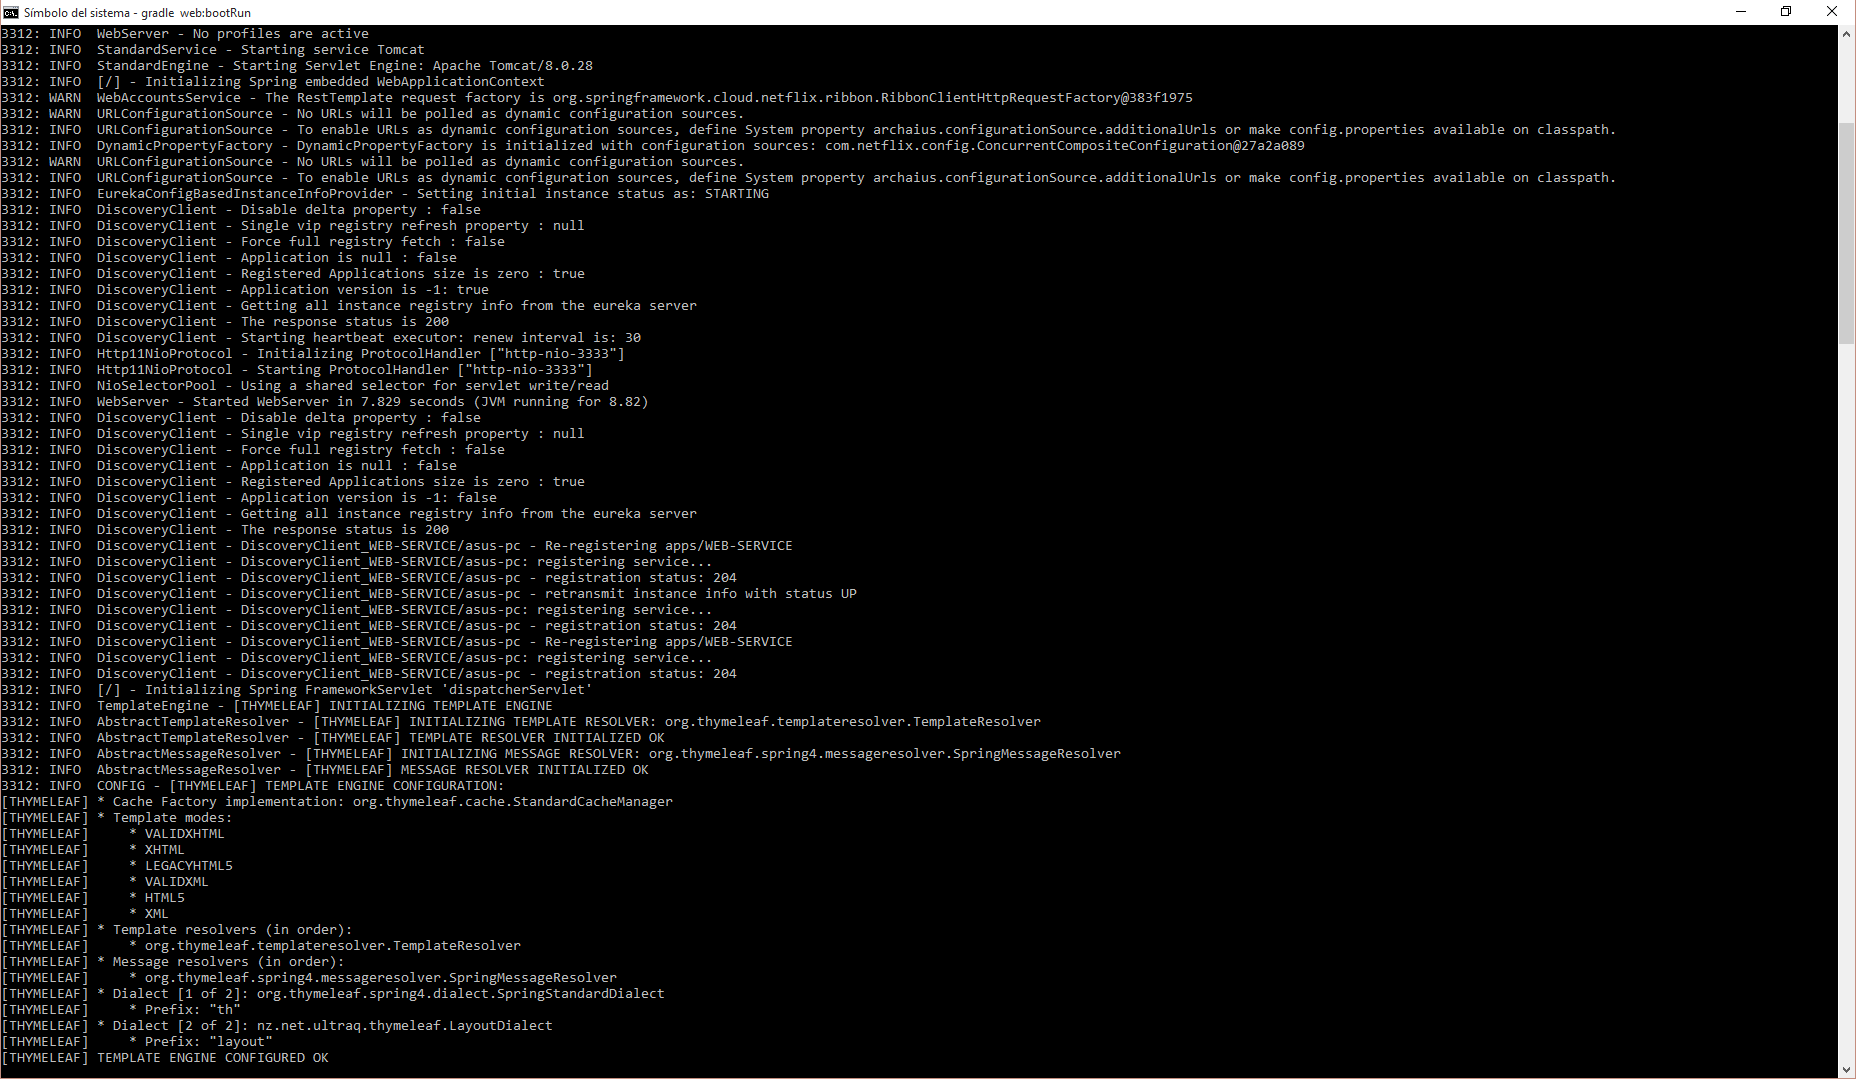 Símbolo del sistema - gradle  web:bootRun
3312: INFO  WebServer - No profiles are active
3312: INFO  StandardService - Starting service Tomcat
3312: INFO  StandardEngine - Starting Servlet Engine: Apache Tomcat/8.0.28
3312: INFO  [/] - Initializing Spring embedded WebApplicationContext
3312: WARN  WebAccountsService - The RestTemplate request factory is org.springframework.cloud.netflix.ribbon.RibbonClientHttpRequestFactory@383f1975
3312: WARN  URLConfigurationSource - No URLs will be polled as dynamic configuration sources.
3312: INFO  URLConfigurationSource - To enable URLs as dynamic configuration sources, define System property archaius.configurationSource.additionalUrls or make config.properties available on classpath.
3312: INFO  DynamicPropertyFactory - DynamicPropertyFactory is initialized with configuration sources: com.netflix.config.ConcurrentCompositeConfiguration@27a2a089
3312: WARN  URLConfigurationSource - No URLs will be polled as dynamic configuration sources.
3312: INFO  URLConfigurationSource - To enable URLs as dynamic configuration sources, define System property archaius.configurationSource.additionalUrls or make config.properties available on classpath.
3312: INFO  EurekaConfigBasedInstanceInfoProvider - Setting initial instance status as: STARTING
3312: INFO  DiscoveryClient - Disable delta property : false
3312: INFO  DiscoveryClient - Single vip registry refresh property : null
3312: INFO  DiscoveryClient - Force full registry fetch : false
3312: INFO  DiscoveryClient - Application is null : false
3312: INFO  DiscoveryClient - Registered Applications size is zero : true
3312: INFO  DiscoveryClient - Application version is -1: true
3312: INFO  DiscoveryClient - Getting all instance registry info from the eureka server
3312: INFO  DiscoveryClient - The response status is 200
3312: INFO  DiscoveryClient - Starting heartbeat executor: renew interval is: 30
3312: INFO  Http11NioProtocol - Initializing ProtocolHandler ["http-nio-3333"]
3312: INFO  Http11NioProtocol - Starting ProtocolHandler ["http-nio-3333"]
3312: INFO  NioSelectorPool - Using a shared selector for servlet write/read
3312: INFO  WebServer - Started WebServer in 7.829 seconds (JVM running for 8.82)
3312: INFO  DiscoveryClient - Disable delta property : false
3312: INFO  DiscoveryClient - Single vip registry refresh property : null
3312: INFO  DiscoveryClient - Force full registry fetch : false
3312: INFO  DiscoveryClient - Application is null : false
3312: INFO  DiscoveryClient - Registered Applications size is zero : true
3312: INFO  DiscoveryClient - Application version is -1: false
3312: INFO  DiscoveryClient - Getting all instance registry info from the eureka server
3312: INFO  DiscoveryClient - The response status is 200
3312: INFO  DiscoveryClient - DiscoveryClient_WEB-SERVICE/asus-pc - Re-registering apps/WEB-SERVICE
3312: INFO  DiscoveryClient - DiscoveryClient_WEB-SERVICE/asus-pc: registering service...
3312: INFO  DiscoveryClient - DiscoveryClient_WEB-SERVICE/asus-pc - registration status: 204
3312: INFO  DiscoveryClient - DiscoveryClient_WEB-SERVICE/asus-pc - retransmit instance info with status UP
3312: INFO  DiscoveryClient - DiscoveryClient_WEB-SERVICE/asus-pc: registering service...
3312: INFO  DiscoveryClient - DiscoveryClient_WEB-SERVICE/asus-pc - registration status: 204
3312: INFO  DiscoveryClient - DiscoveryClient_WEB-SERVICE/asus-pc - Re-registering apps/WEB-SERVICE
3312: INFO  DiscoveryClient - DiscoveryClient_WEB-SERVICE/asus-pc: registering service...
3312: INFO  DiscoveryClient - DiscoveryClient_WEB-SERVICE/asus-pc - registration status: 204
3312: INFO  [/] - Initializing Spring FrameworkServlet 'dispatcherServlet'
3312: INFO  TemplateEngine - [THYMELEAF] INITIALIZING TEMPLATE ENGINE
3312: INFO  AbstractTemplateResolver - [THYMELEAF] INITIALIZING TEMPLATE RESOLVER: org.thymeleaf.templateresolver.TemplateResolver
3312: INFO  AbstractTemplateResolver - [THYMELEAF] TEMPLATE RESOLVER INITIALIZED OK
3312: INFO  AbstractMessageResolver - [THYMELEAF] INITIALIZING MESSAGE RESOLVER: org.thymeleaf.spring4.messageresolver.SpringMessageResolver
3312: INFO  AbstractMessageResolver - [THYMELEAF] MESSAGE RESOLVER INITIALIZED OK
3312: INFO  CONFIG - [THYMELEAF] TEMPLATE ENGINE CONFIGURATION:
[THYMELEAF] * Cache Factory implementation: org.thymeleaf.cache.StandardCacheManager
[THYMELEAF] * Template modes:
[THYMELEAF]     * VALIDXHTML
[THYMELEAF]     * XHTML
[THYMELEAF]     * LEGACYHTML5
[THYMELEAF]     * VALIDXML
[THYMELEAF]     * HTML5
[THYMELEAF]     * XML
[THYMELEAF] * Template resolvers (in order):
[THYMELEAF]     * org.thymeleaf.templateresolver.TemplateResolver
[THYMELEAF] * Message resolvers (in order):
[THYMELEAF]     * org.thymeleaf.spring4.messageresolver.SpringMessageResolver
[THYMELEAF] * Dialect [1 of 2]: org.thymeleaf.spring4.dialect.SpringStandardDialect
[THYMELEAF]     * Prefix: "th"
[THYMELEAF] * Dialect [2 of 2]: nz.net.ultraq.thymeleaf.LayoutDialect
[THYMELEAF]     * Prefix: "layout"
[THYMELEAF] TEMPLATE ENGINE CONFIGURED OK